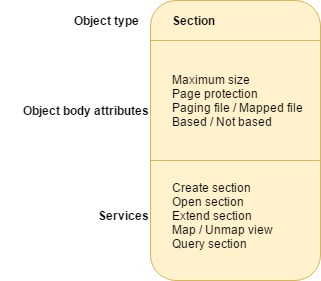 Object type
Section
Maximum size
Page protection
Object body attributes
Paging file / Mapped file
Based / Not based
Services
Create section
Open section
Extend section
Map / Unmap view
Query section